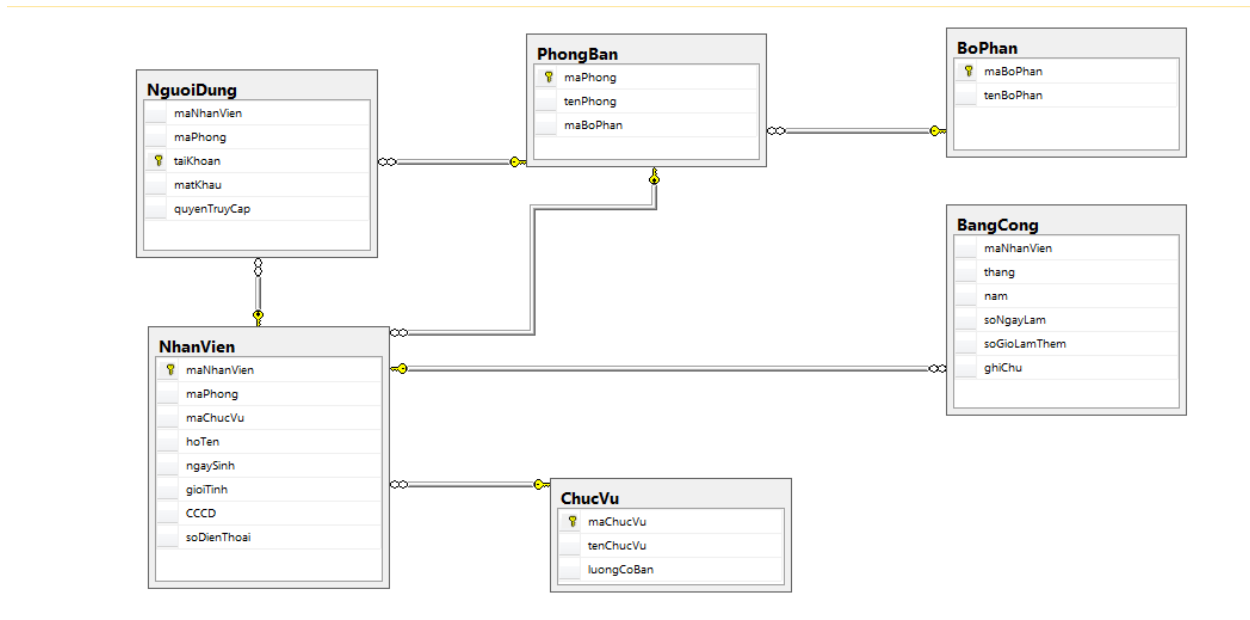 NguoiDung
maNhanVien
maPhong
taiKhoan
matKhau
quyenTruyCap
PhongBan
maPhong
tenPhong
maBoPhan
BoPhan
maBoPhan
tenBoPhan
NhanVien
maNhanVien
maPhong
maChucVu
hoTen
ngaySinh
gioiTinh
CCCD
soDienThoai
BangCong
maNhanVien
thang
nam
soNgayLam
soGioLamThem
ghiChu
ChucVu
maChucVu
tenChucVu
luongCoBan